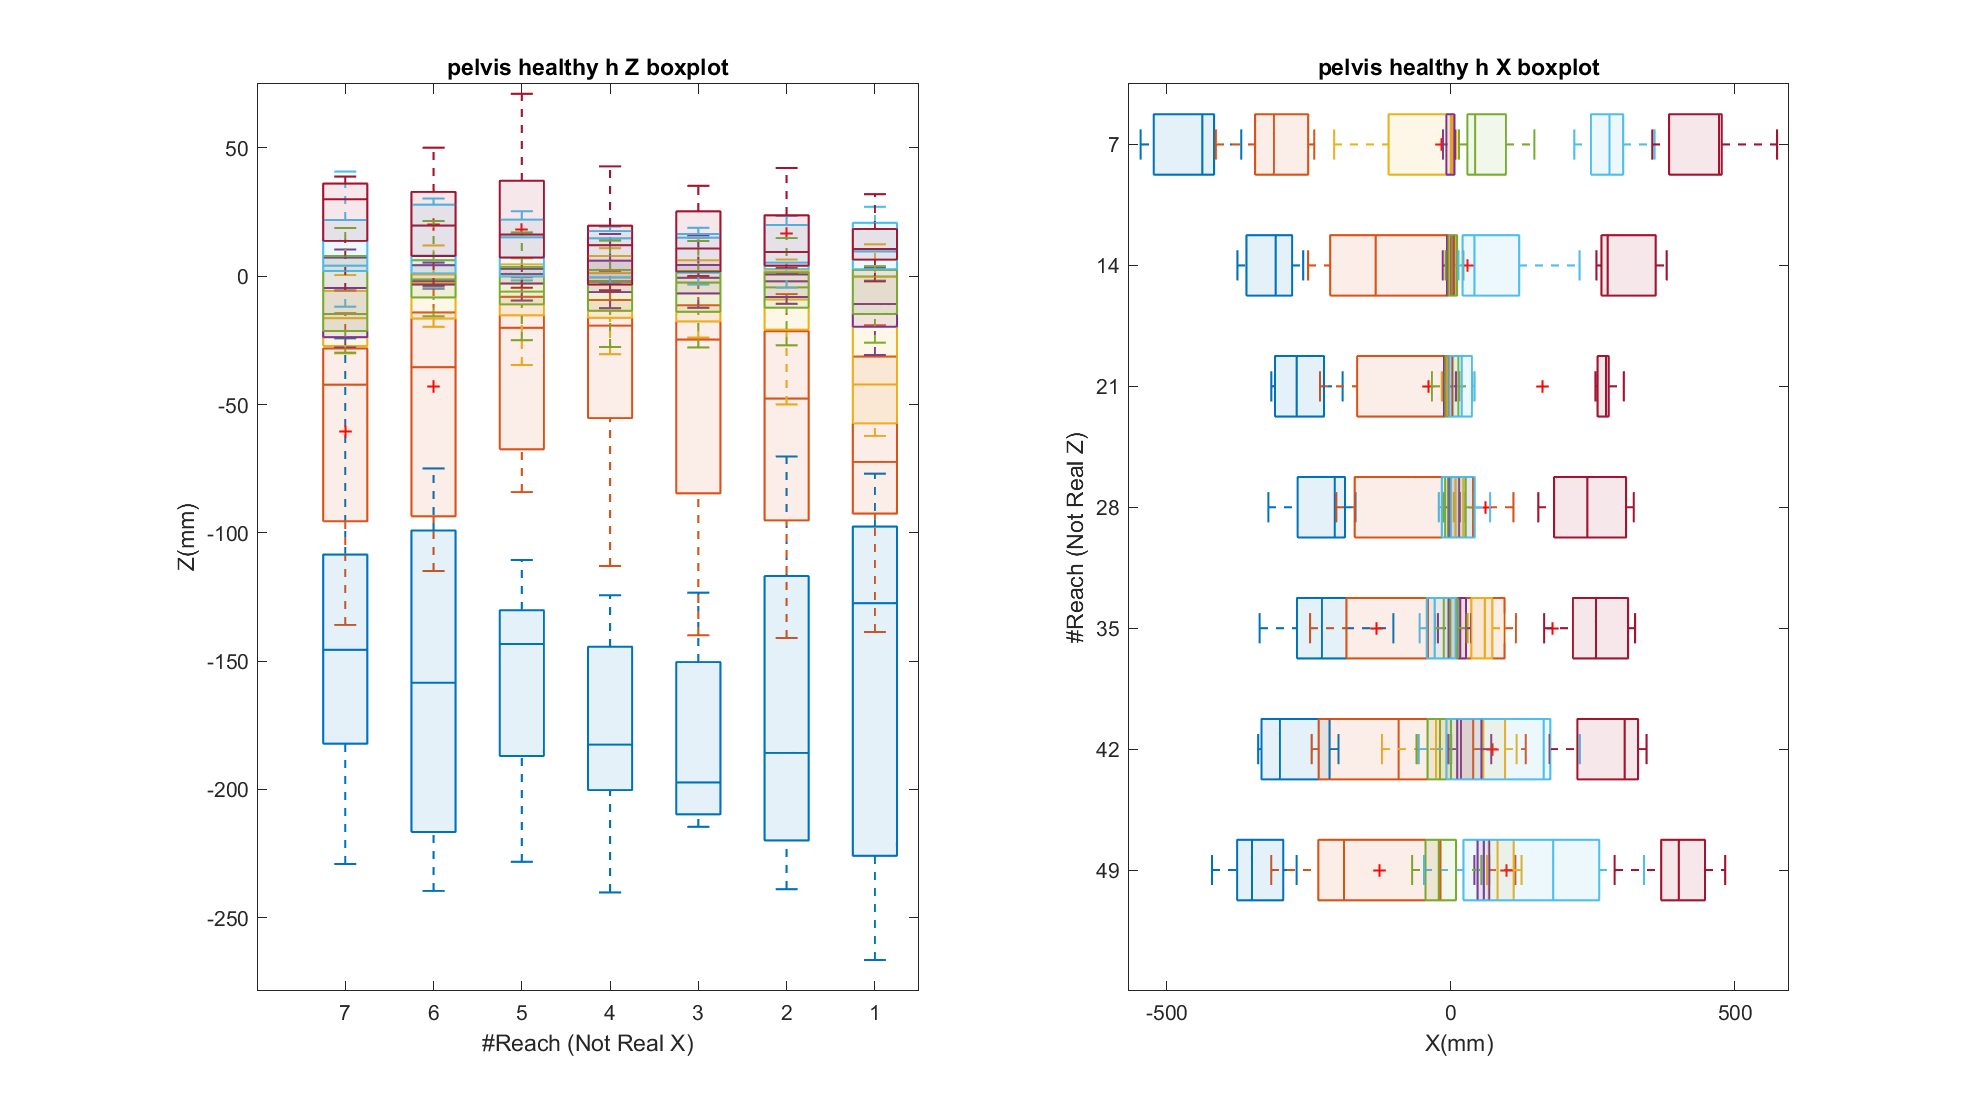 pelvis healthy h Z boxplot
50
0
-50
-100
-150
-200
-250
Z(mm)
7 6 5 4 3 2 1
#Reach (Not Real X)
pelvis healthy h X boxplot
7
14
21
28
35
42
49
#Reach (Not Real Z)
-500 0 500
X(mm)